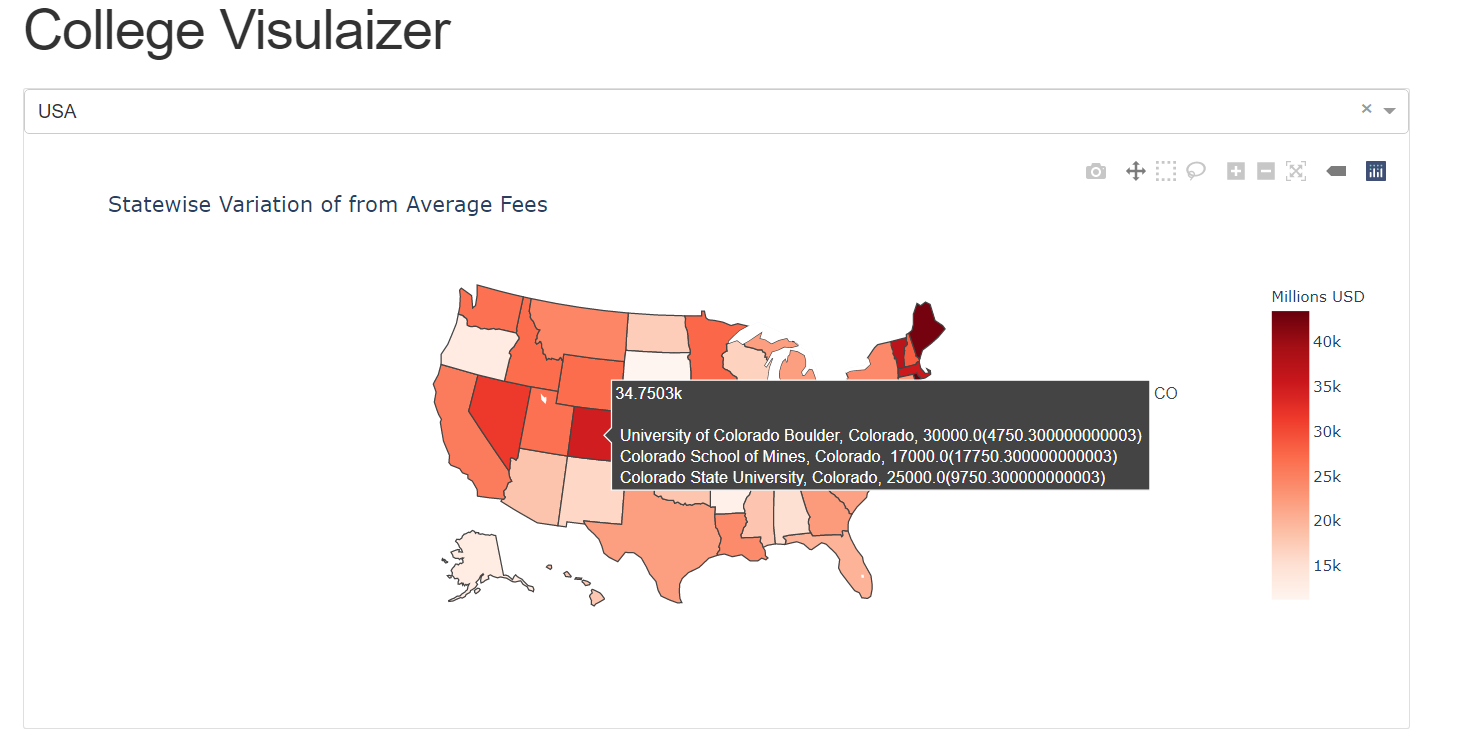 College Visulaizer
USA
Statewise Variation of from Average Fees
Millions USD
40k
35k
30k
25k
20k
15k
34.7503k
CO
University of Colorado Boulder, Colorado, 30000.0(4750.300000000003)
Colorado School of Mines, Colorado, 17000.0(17750.300000000003)
Colorado State University, Colorado, 25000.0(9750.300000000003)